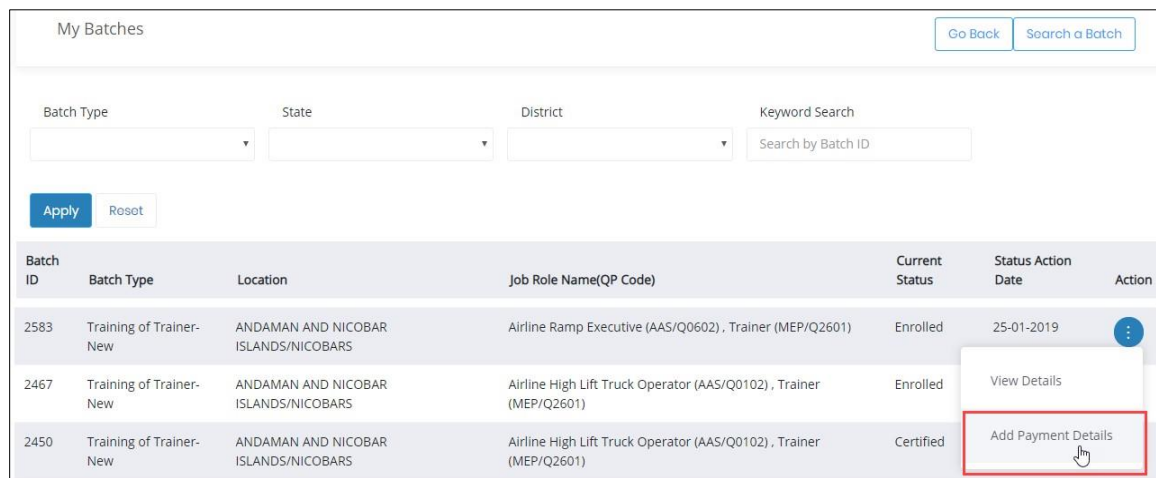 My Batches
Go Back
Search a Batch
Batch Type
State
District
Keyword Search
Search by Batch ID
Apply
Reset
Batch ID
Batch Type
Location
Job Role Name(QP Code)
Current Status
Status Action Date
Action
2583
Training of Trainer-
New
ANDAMAN AND NICOBAR
ISLANDS/NICOBARS
Airline Ramp Executive (AAS/Q0602) , Trainer (MEP/Q2601)
Enrolled
25-01-2019
2467
Training of Trainer-
New
ANDAMAN AND NICOBAR
ISLANDS/NICOBARS
Airline High Lift Truck Operator (AAS/Q0102) , Trainer
(MEP/Q2601)
Enrolled
2450
Training of Trainer-
New
ANDAMAN AND NICOBAR
ISLANDS/NICOBARS
Airline High Lift Truck Operator (AAS/Q0102) , Trainer
(MEP/Q2601)
Certified
View Details
Add Payment Details